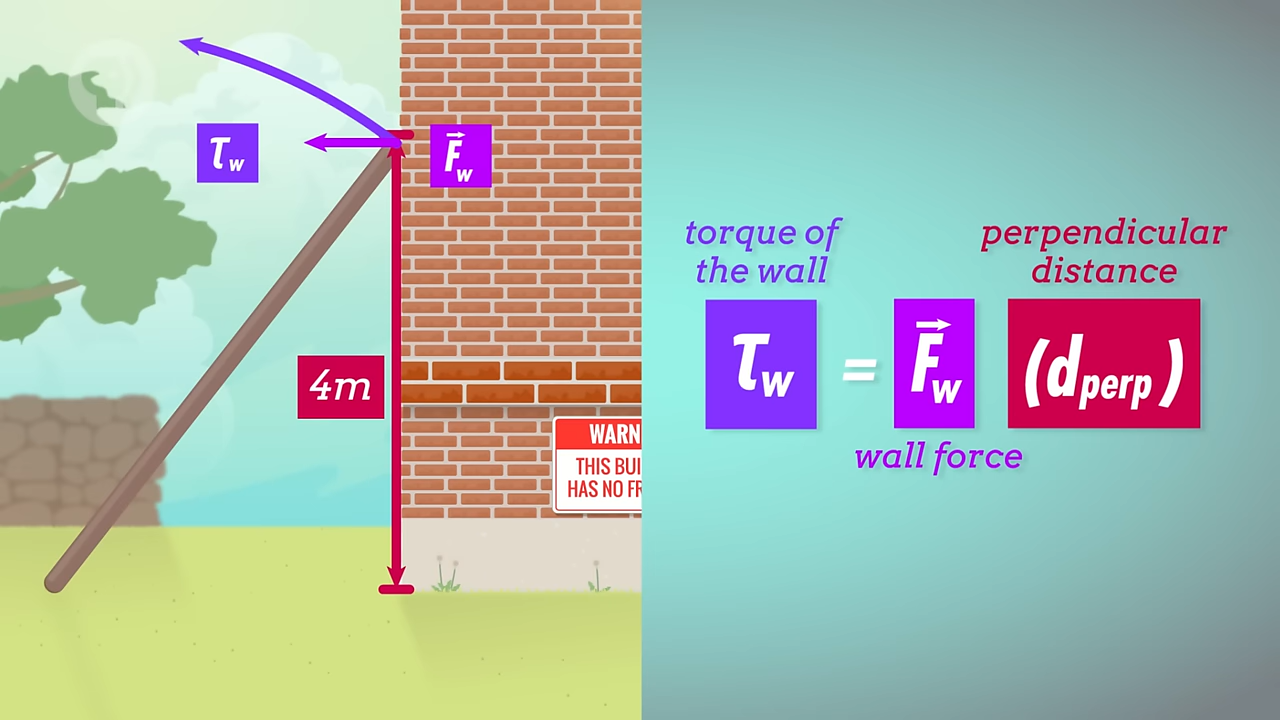 τw
F⃗w
4m
WARN
THIS BUI
HAS NO FR
torque of
the wall
perpendicular
distance
τw = F⃗w (dperp)
wall force